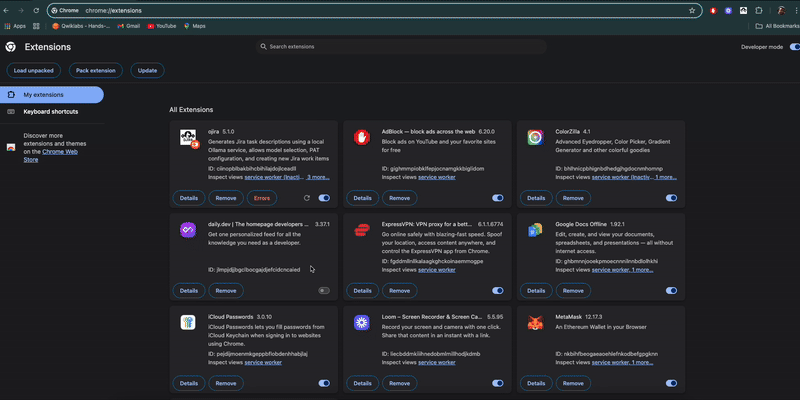 Chrome chrome://extensions
Apps Qwiklabs - Hands-... Gmail YouTube Maps All Bookmarks
Extensions Search extensions Developer mode
Load unpacked Pack extension Update
My extensions
Keyboard shortcuts
Discover more
extensions and themes
on the Chrome Web
Store
All Extensions
ojira 5.1.0
Generates Jira task descriptions using a local
Ollama service, allows model selection, PAT
configuration, and creating new Jira work items
Inspect views service worker (Inactiv... 3 more...
Details Remove Errors
AdBlock — block ads across the web 6.20.0
Block ads on YouTube and your favorite sites
for free
ID: gighmmpiobklfepjocnamgkkbiglidom
Inspect views service worker
Details Remove
ColorZilla 4.1
Advanced Eyedropper, Color Picker, Gradient
Generator and other colorful goodies
ID: bhlhnicpbhignbdhedgjhgdocnmhomnp
Inspect views service worker (Inactiv... 1 more...
Details Remove
daily.dev | The homepage developers ... 3.37.1
Get one personalized feed for all the
knowledge you need as a developer.
ID: jlmpjdjjbgclbocgajdjefcidcncaied
Details Remove
ExpressVPN: VPN proxy for a bett... 6.1.1.6774
Go online safely with blazing-fast speed. Spoof
your location, access content anywhere, and
control the ExpressVPN app from Chrome.
ID: fgddmllnllkalaagkghckoinaemmogpe
Inspect views service worker
Details Remove
Google Docs Offline 1.92.1
Edit, create, and view your documents,
spreadsheets, and presentations — all without
internet access.
ID: ghbmnnjooekpmoecnnnilnnbdlolhkhi
Inspect views service worker, 1 more...
Details Remove
iCloud Passwords 3.0.10
iCloud Passwords lets you fill passwords from
iCloud Keychain when signing in to websites
using Chrome.
ID: pejdijmoenmkgeppbflobdenhhabjlaj
Inspect views service worker
Details Remove
Loom – Screen Recorder & Screen Ca... 5.5.95
Record your screen and camera with one click.
Share that content in an instant with a link.
ID: liecbddmkiiihnedobmlmillhodjkdmb
Inspect views service worker
Details Remove
MetaMask 12.17.3
An Ethereum Wallet in your Browser
ID: nkbihfbeogaeaoehlefnkodbefgpgknn
Inspect views service worker, 1 more...
Details Remove